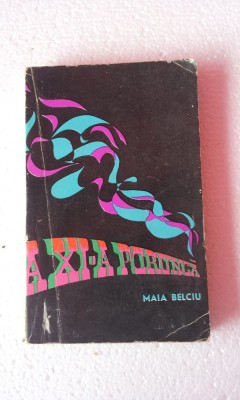 A XI-A PORUNCĂ
MAIA BELCIU